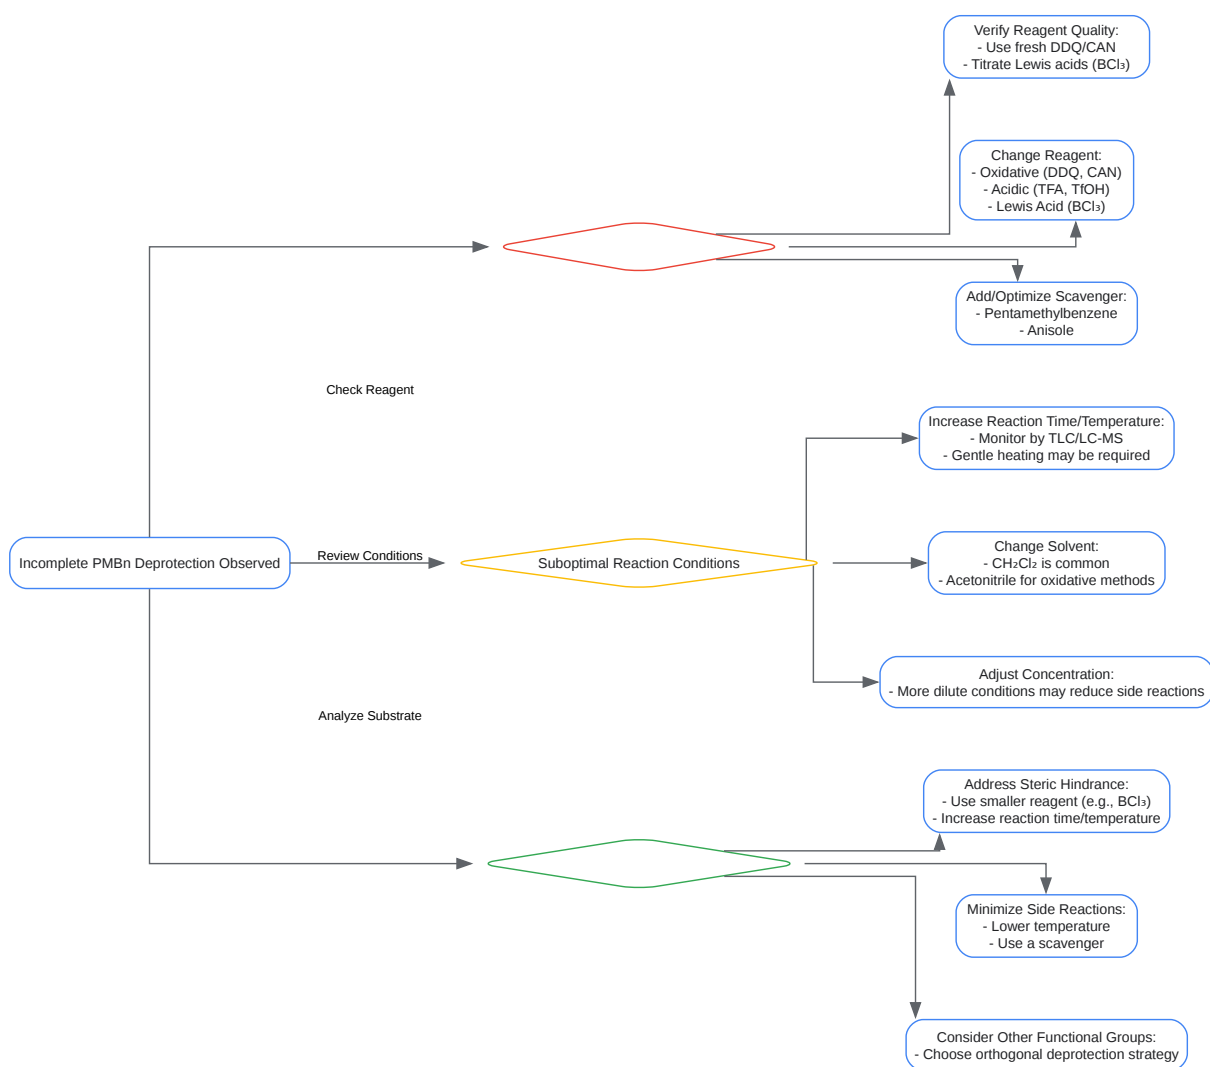 Verify Reagent Quality:
- Use fresh DDQ/CAN
- Titrate Lewis acids (BCl₃)
Change Reagent:
- Oxidative (DDQ, CAN)
- Acidic (TFA, TfOH)
- Lewis Acid (BCl₃)
Add/Optimize Scavenger:
- Pentamethylbenzene
- Anisole
Check Reagent
Increase Reaction Time/Temperature:
- Monitor by TLC/LC-MS
- Gentle heating may be required
Incomplete PMBn Deprotection Observed
Review Conditions
Suboptimal Reaction Conditions
Change Solvent:
- CH₂Cl₂ is common
- Acetonitrile for oxidative methods
Adjust Concentration:
- More dilute conditions may reduce side reactions
Analyze Substrate
Address Steric Hindrance:
- Use smaller reagent (e.g., BCl₃)
- Increase reaction time/temperature
Minimize Side Reactions:
- Lower temperature
- Use a scavenger
Consider Other Functional Groups:
- Choose orthogonal deprotection strategy